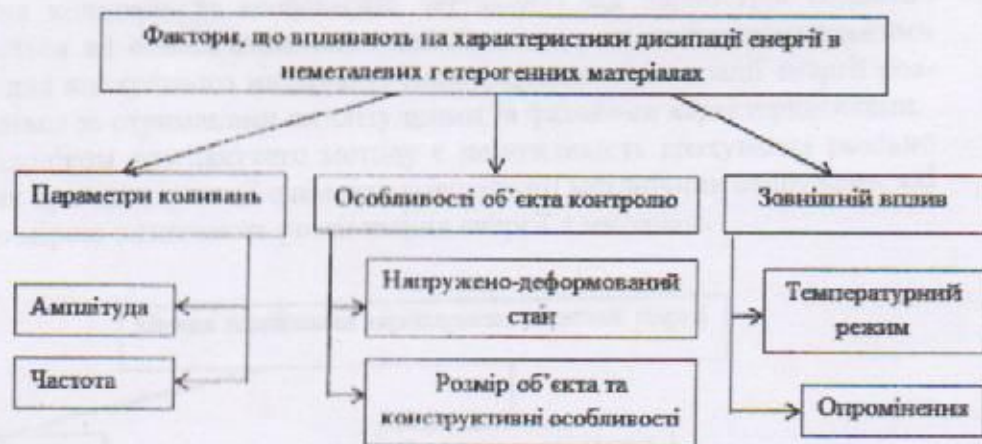 Фактори, що впливають на характеристики дисипації енергії в
неметалевих гетерогенних матеріалах
Параметри коливань
Особливості об’єкта контролю
Зовнішній вплив
Амплітуда
Частота
Напружено-деформований
стан
Розмір об’єкта та
конструктивні особливості
Температурний
режим
Опромінення